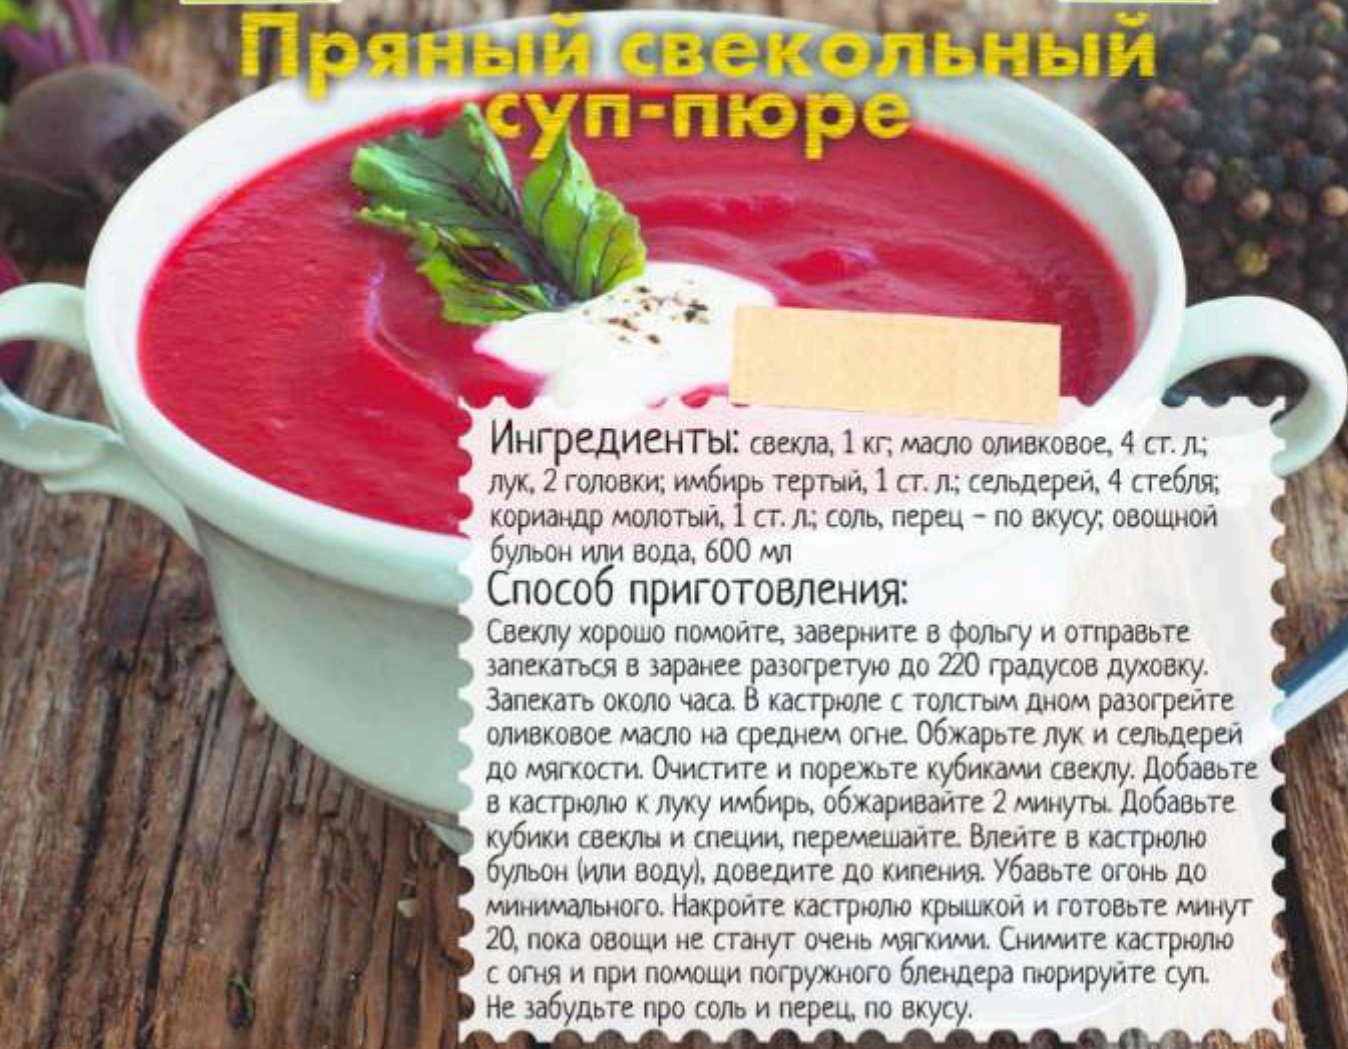 Пряный свекольный
суп-пюре
Ингредиенты: свекла, 1 кг; масло оливковое, 4 ст. л.;
лук, 2 головки; имбирь тертый, 1 ст. л.; сельдерей, 4 стебля;
кориандр молотый, 1 ст. л.; соль, перец – по вкусу; овощной
бульон или вода, 600 мл
Способ приготовления:
Свеклу хорошо помойте, заверните в фольгу и отправьте
запекаться в заранее разогретую до 220 градусов духовку.
Запекать около часа. В кастрюле с толстым дном разогрейте
оливковое масло на среднем огне. Обжарьте лук и сельдерей
до мягкости. Очистите и порежьте кубиками свеклу. Добавьте
в кастрюлю к луку имбирь, обжаривайте 2 минуты. Добавьте
кубики свеклы и специи, перемешайте. Влейте в кастрюлю
бульон (или воду), доведите до кипения. Убавьте огонь до
минимального. Накройте кастрюлю крышкой и готовьте минут
20, пока овощи не станут очень мягкими. Снимите кастрюлю
с огня и при помощи погружного блендера пюрируйте суп.
Не забудьте про соль и перец, по вкусу.